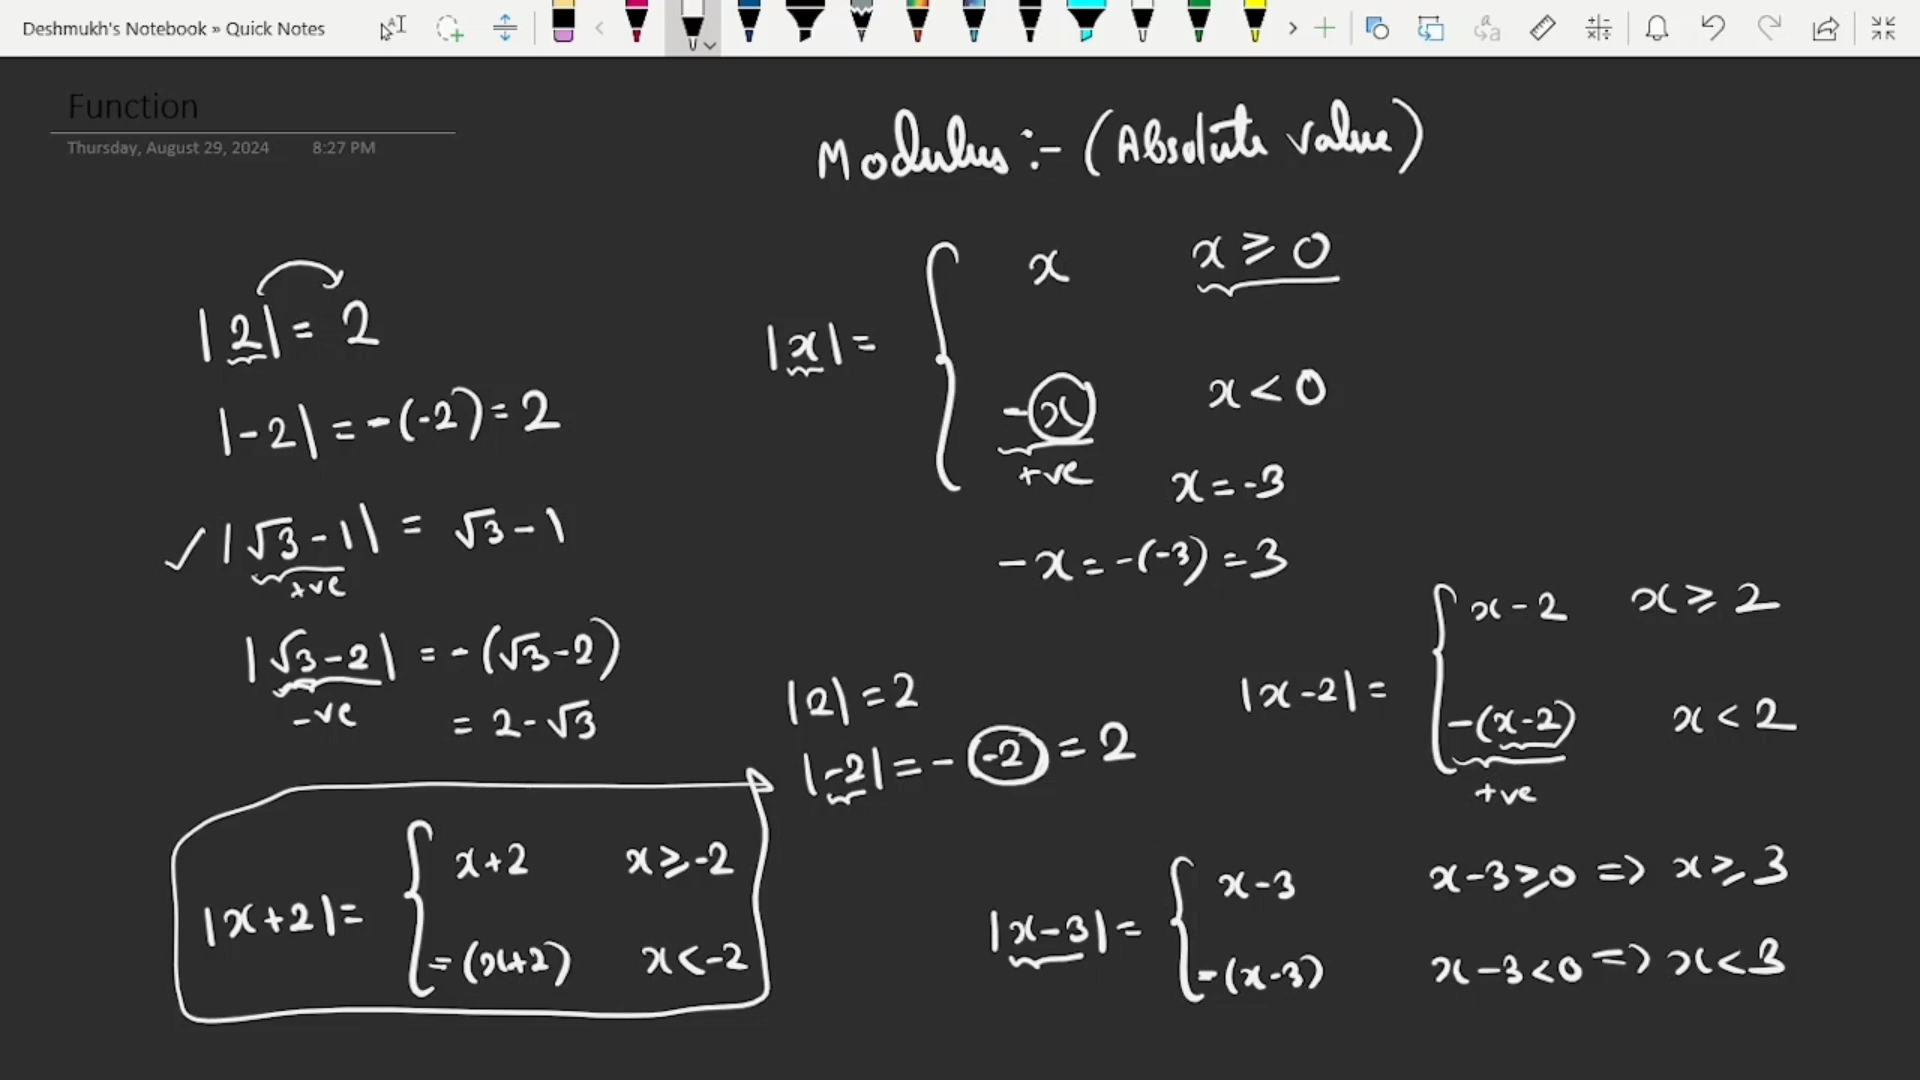 Deshmukh's Notebook » Quick Notes
Function
Thursday, August 29, 2024 8:27 PM
Modulus :- (Absolute value)
|2| = 2
|-2| = -(-2) = 2
✓ |√3 - 1| = √3 - 1
+ve
|√3 - 2| = -(√3 - 2)
-ve = 2 - √3
|x| = { x x ≥ 0
-x x < 0
+ve x = -3
-x = -(-3) = 3
|2| = 2
|-2| = - -2 = 2
|x - 2| = { x - 2 x ≥ 2
-(x - 2) x < 2
+ve
|x + 2| = { x + 2 x ≥ -2
-(x+2) x < -2
|x - 3| = { x - 3 x - 3 ≥ 0 => x ≥ 3
-(x - 3) x - 3 < 0 => x < 3